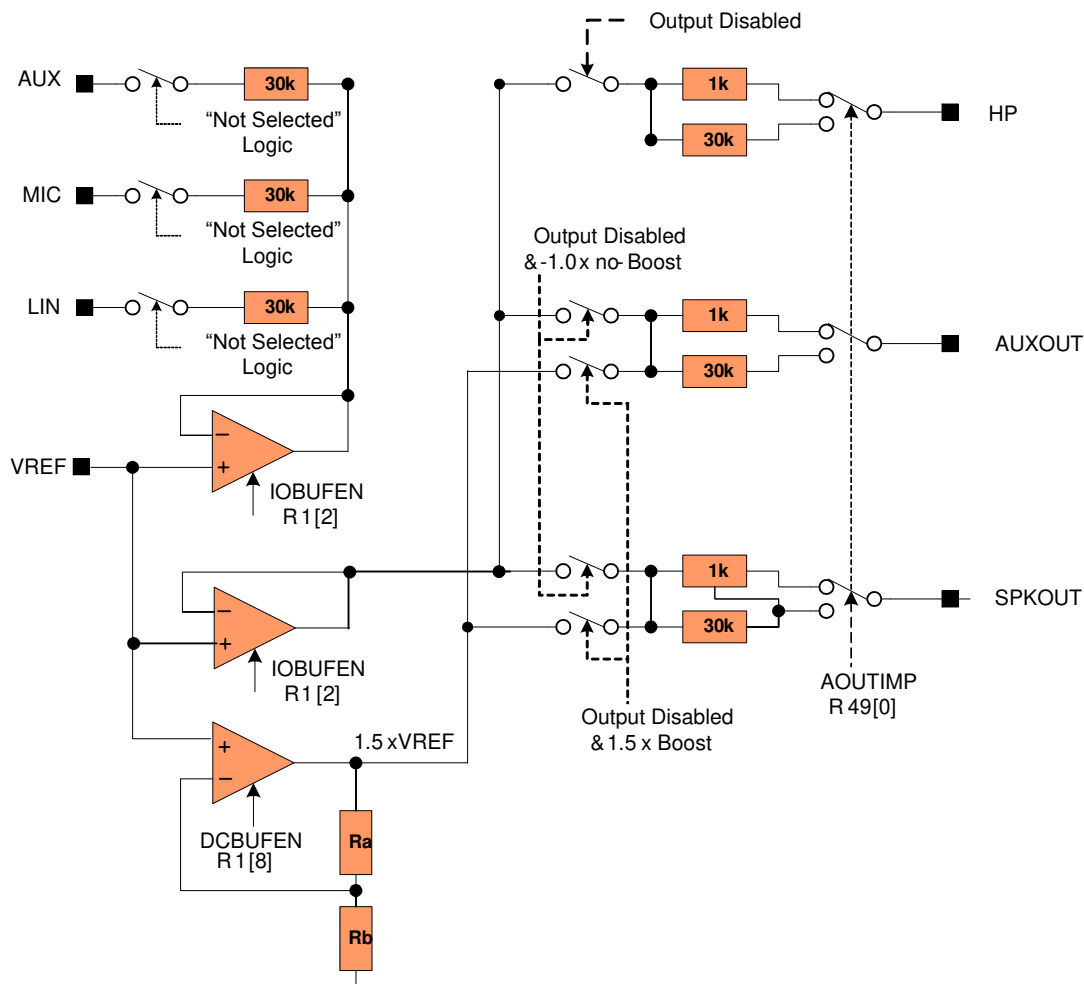 Output Disabled
AUX
30k
"Not Selected"
Logic
1k
30k
HP
MIC
30k
"Not Selected"
Logic
Output Disabled
& -1.0 x no- Boost
LIN
30k
"Not Selected"
Logic
1k
30k
AUXOUT
VREF
IOBUFEN
R 1 [2]
1k
30k
SPKOUT
IOBUFEN
R 1 [2]
AOUTIMP
R 49 [0]
Output Disabled
& 1.5 x Boost
1.5 xVREF
DCBUFEN
R 1 [8]
Ra
Rb
− + − + + −